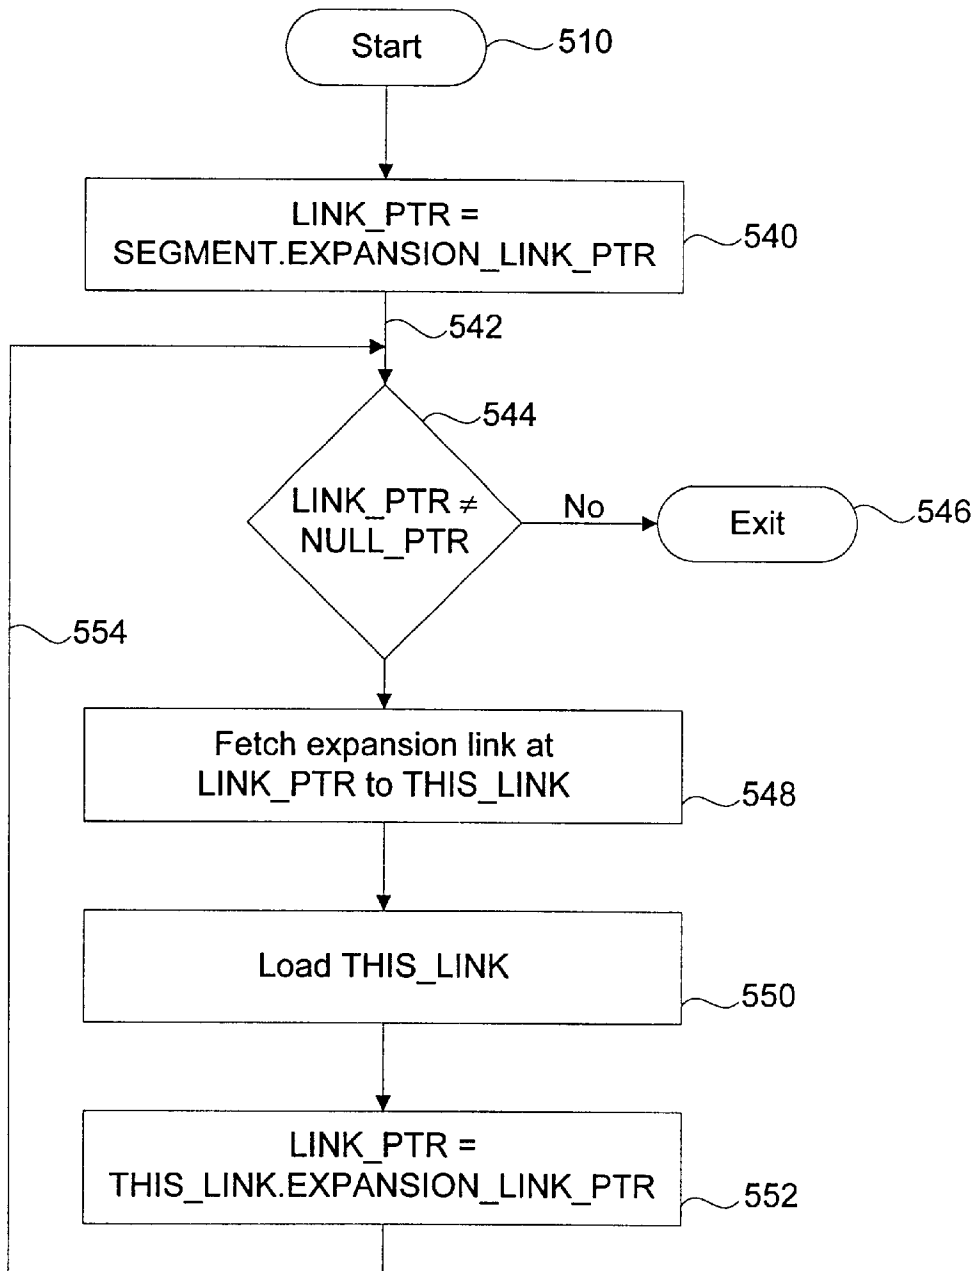 Start
510
LINK_PTR =
SEGMENT.EXPANSION_LINK_PTR
540
542
544
LINK_PTR ≠
NULL_PTR
No
Exit
546
554
Fetch expansion link at
LINK_PTR to THIS_LINK
548
Load THIS_LINK
550
LINK_PTR =
THIS_LINK.EXPANSION_LINK_PTR
552